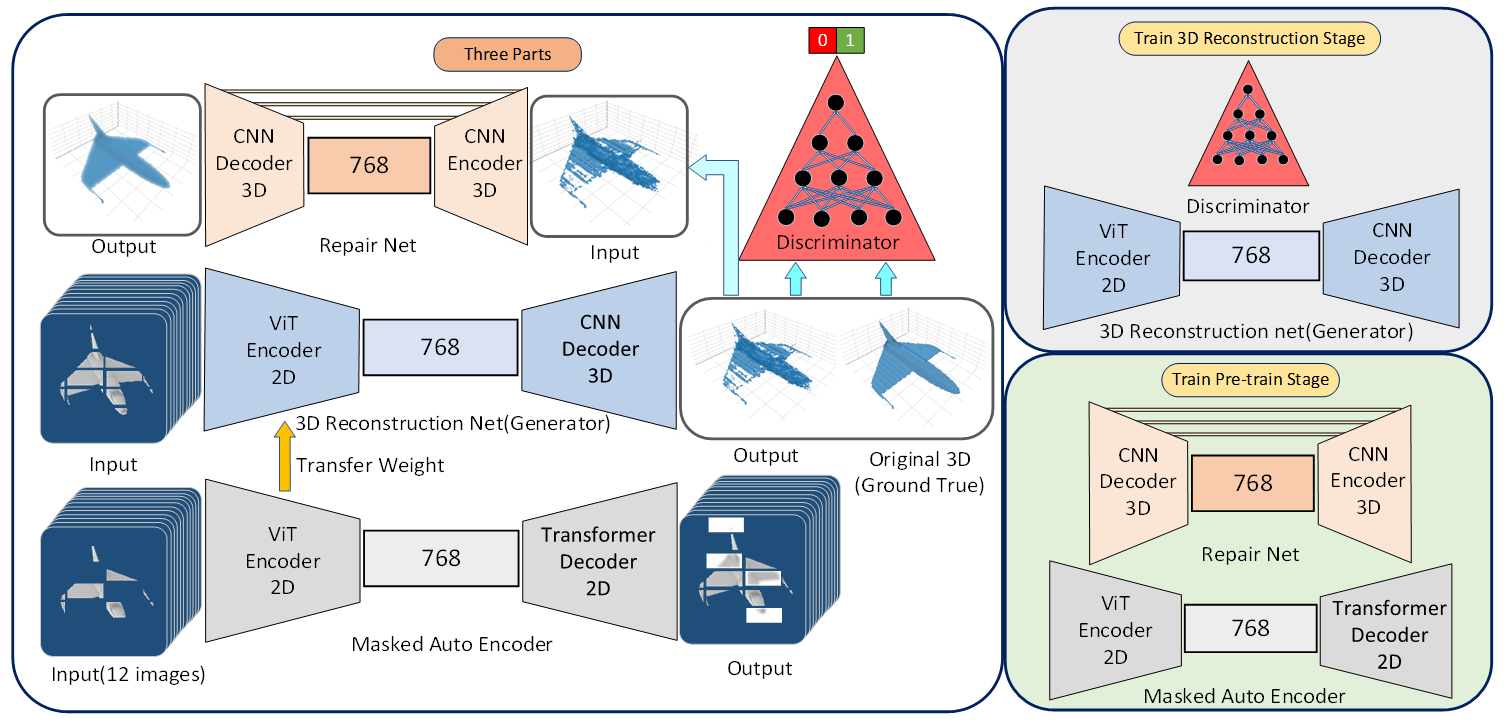 Three Parts
0 1
CNN
Decoder
3D
768
CNN
Encoder
3D
Output
Repair Net
Input
Discriminator
ViT
Encoder
2D
768
CNN
Decoder
3D
Input
3D Reconstruction Net(Generator)
Output
Original 3D
(Ground True)
Transfer Weight
ViT
Encoder
2D
768
Transformer
Decoder
2D
Input(12 images)
Masked Auto Encoder
Output
Train 3D Reconstruction Stage
Discriminator
ViT
Encoder
2D
768
CNN
Decoder
3D
3D Reconstruction net(Generator)
Train Pre-train Stage
CNN
Decoder
3D
768
CNN
Encoder
3D
Repair Net
ViT
Encoder
2D
768
Transformer
Decoder
2D
Masked Auto Encoder